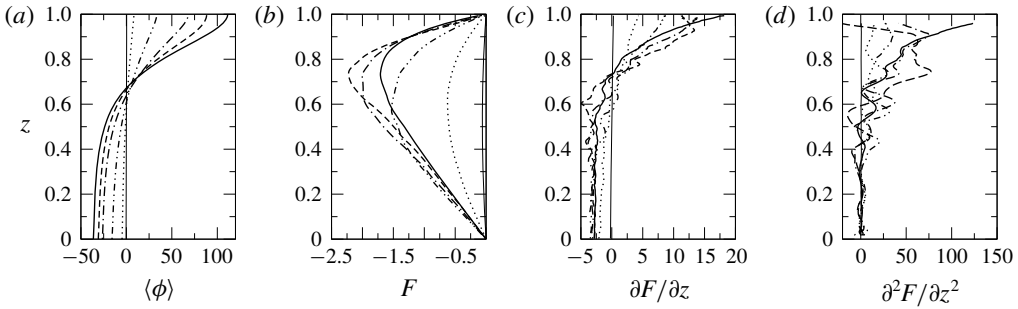 (a) (b) (c) (d)
1.0 1.0 1.0 1.0
0.8 0.8 0.8 0.8
0.6 0.6 0.6 0.6
z
0.4 0.4 0.4 0.4
0.2 0.2 0.2 0.2
0 0 0 0
−50 0 50 100 −2.5 −1.5 −0.5 −5 0 5 10 15 20 0 50 100 150
⟨ϕ⟩ F ∂F/∂z ∂²F/∂z²